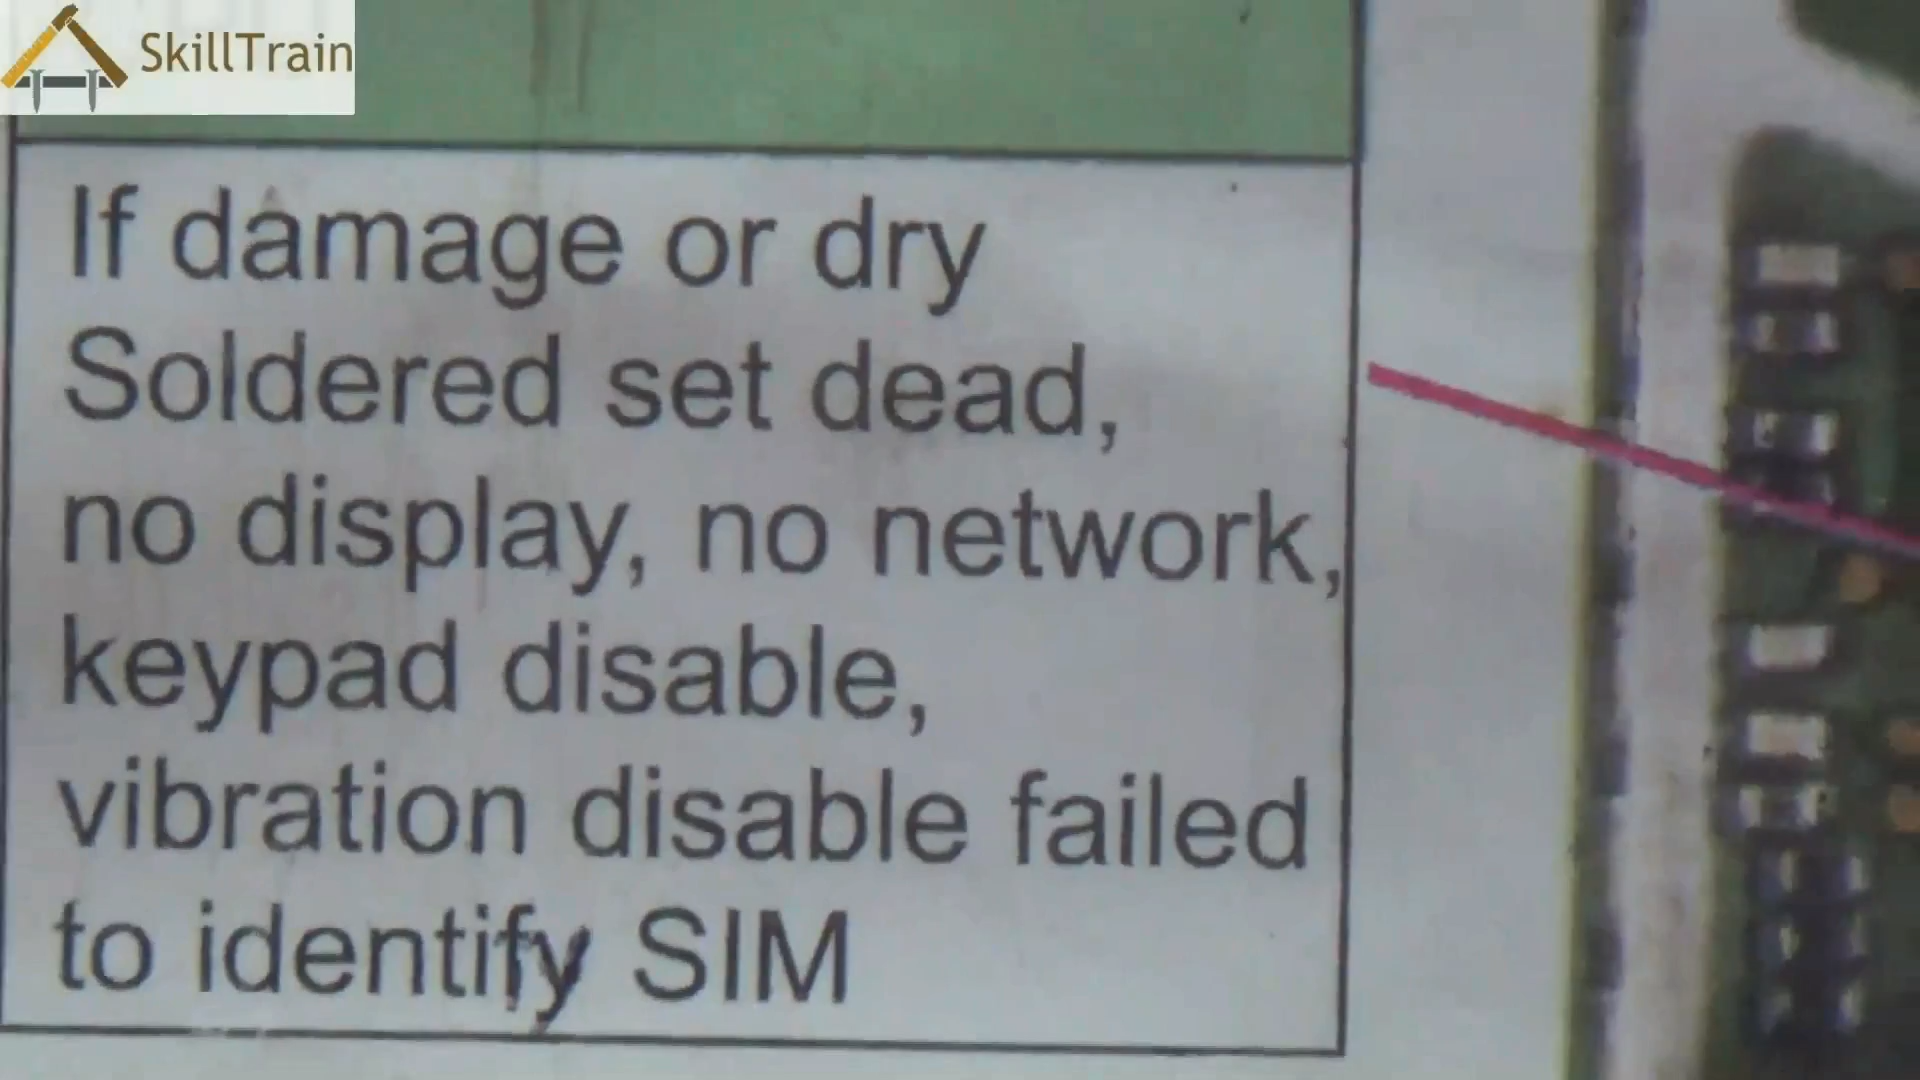 SkillTrain
If damage or dry
Soldered set dead,
no display, no network,
keypad disable,
vibration disable failed
to identify SIM